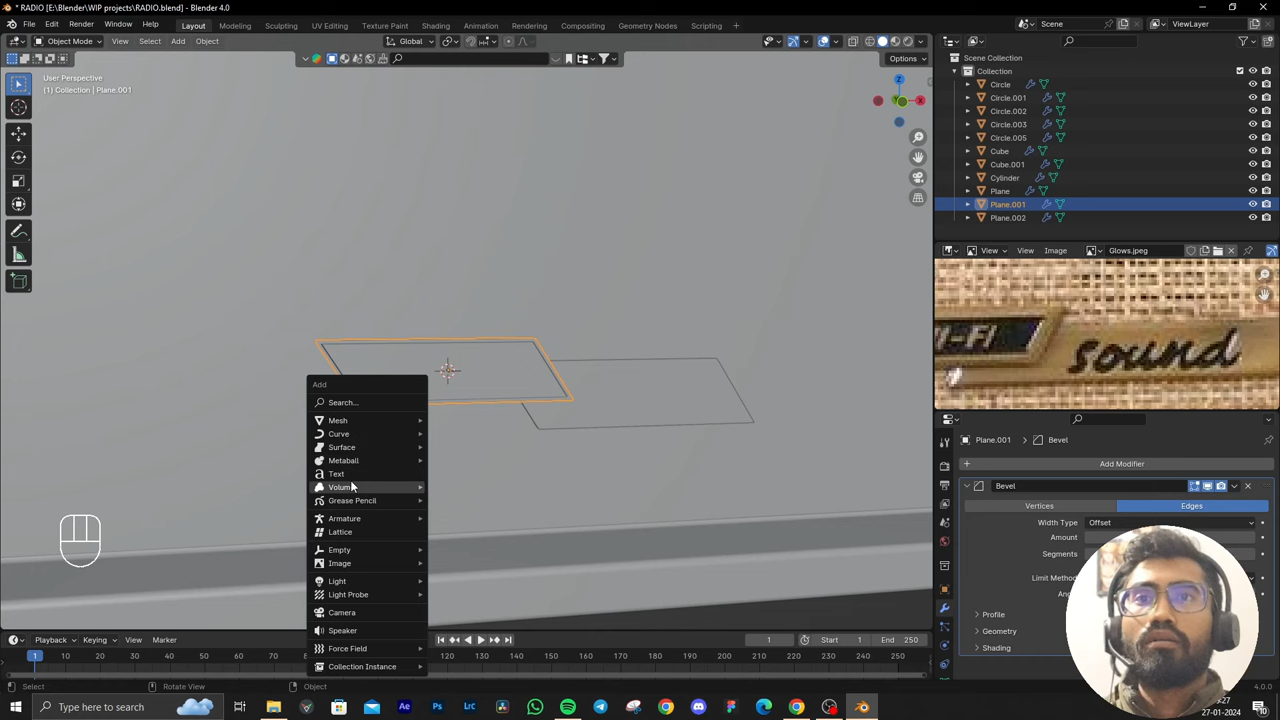 * RADIO [E:\Blender\WIP projects\RADIO.blend] - Blender 4.0
File Edit Render Window Help Layout Modeling Sculpting UV Editing Texture Paint Shading Animation Rendering Compositing Geometry Nodes Scripting Scene ViewLayer
Object Mode View Select Add Object Global
Options
User Perspective
(1) Collection | Plane.001
Z
X
Scene Collection
Collection
Circle
Circle.001
Circle.002
Circle.003
Circle.005
Cube
Cube.001
Cylinder
Plane
Plane.001
Plane.002
View View Image Glows.jpeg
HI-FI
sound
Add
Search...
Mesh
Curve
Surface
Metaball
Text
Volume
Grease Pencil
Armature
Lattice
Empty
Image
Light
Light Probe
Camera
Speaker
Force Field
Collection Instance
Plane.001 Bevel
Add Modifier
Bevel
Vertices Edges
Width Type Offset
Amount
Segments
Limit Method
Profile
Geometry
Shading
Playback Keying View Marker
1 Start 1 End 250
1 10 20 30 40 50 60 70 80 120 130 140 150 160 170 180 190 200 210 220 230 240 250
Select Rotate View Object 4.0.0
Type here to search
27-01-2024